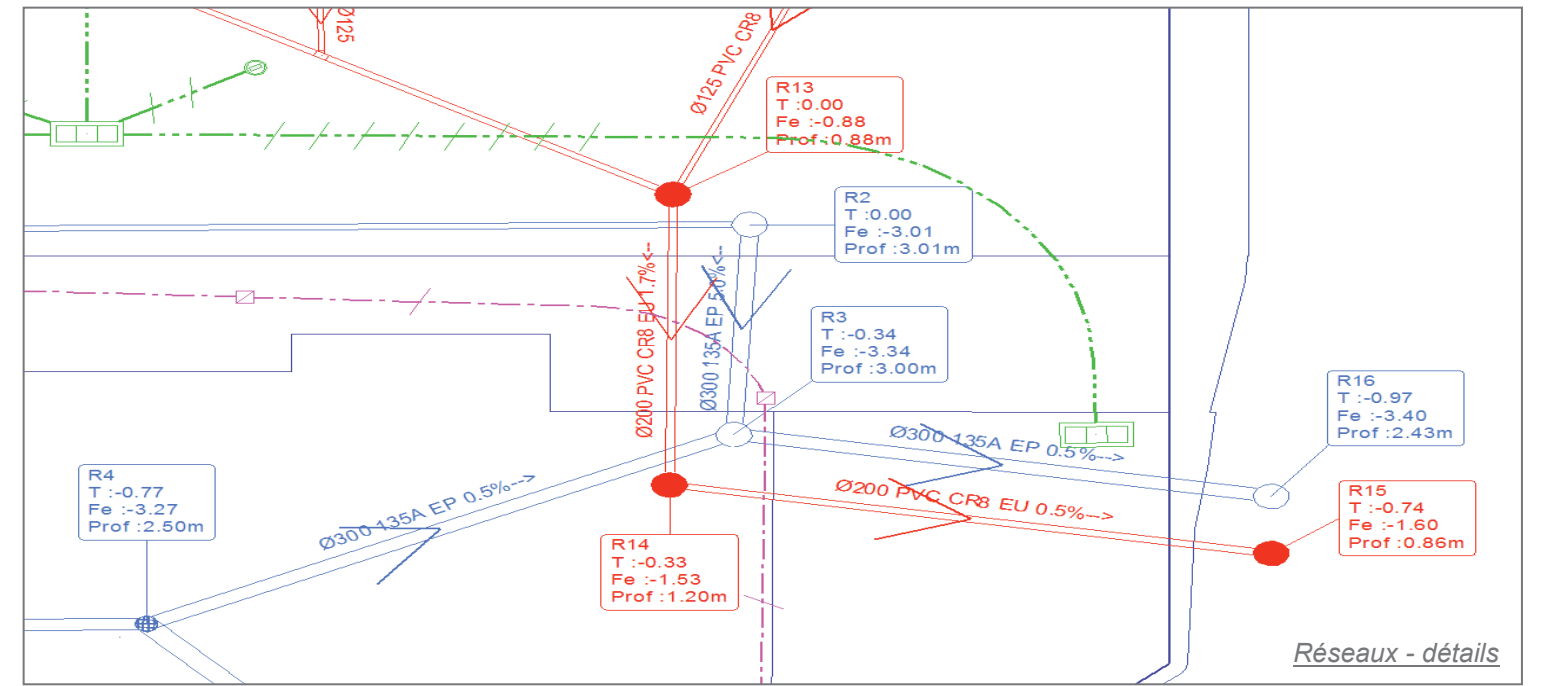 Ø125
Ø125 PVC CR8
R13
T :0.00
Fe :-0.88
Prof :0.88m
R2
T :0.00
Fe :-3.01
Prof :3.01m
Ø200 PVC CR8 EU 1.7%<--
Ø300 135A EP 5.0%<--
R3
T :-0.34
Fe :-3.34
Prof :3.00m
R16
T :-0.97
Fe :-3.40
Prof :2.43m
Ø300 135A EP 0.5%-->
R4
T :-0.77
Fe :-3.27
Prof :2.50m
Ø300 135A EP 0.5%-->
Ø200 PVC CR8 EU 0.5%-->
R15
T :-0.74
Fe :-1.60
Prof :0.86m
R14
T :-0.33
Fe :-1.53
Prof :1.20m
Réseaux - détails